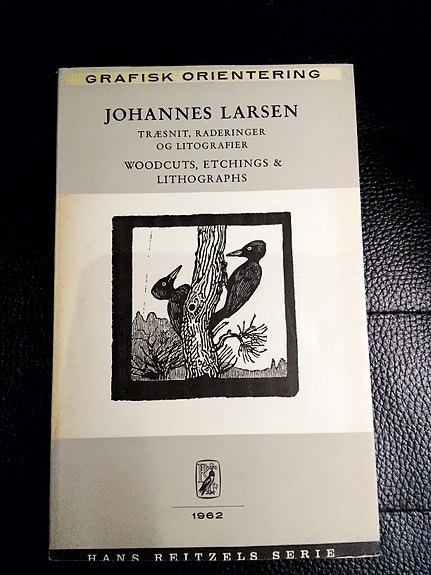 GRAFISK ORIENTERING
JOHANNES LARSEN
TRÆSNIT, RADERINGER
OG LITOGRAFIER
WOODCUTS, ETCHINGS &
LITHOGRAPHS
1962
HANS REITZELS SERIE